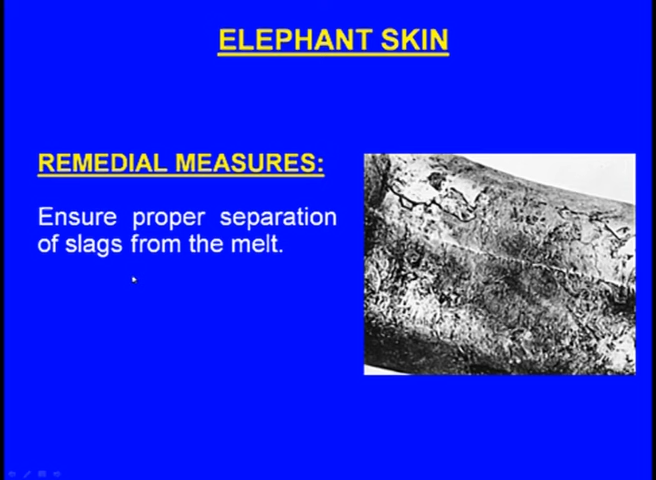 ELEPHANT SKIN
REMEDIAL MEASURES:
Ensure proper separation
of slags from the melt.